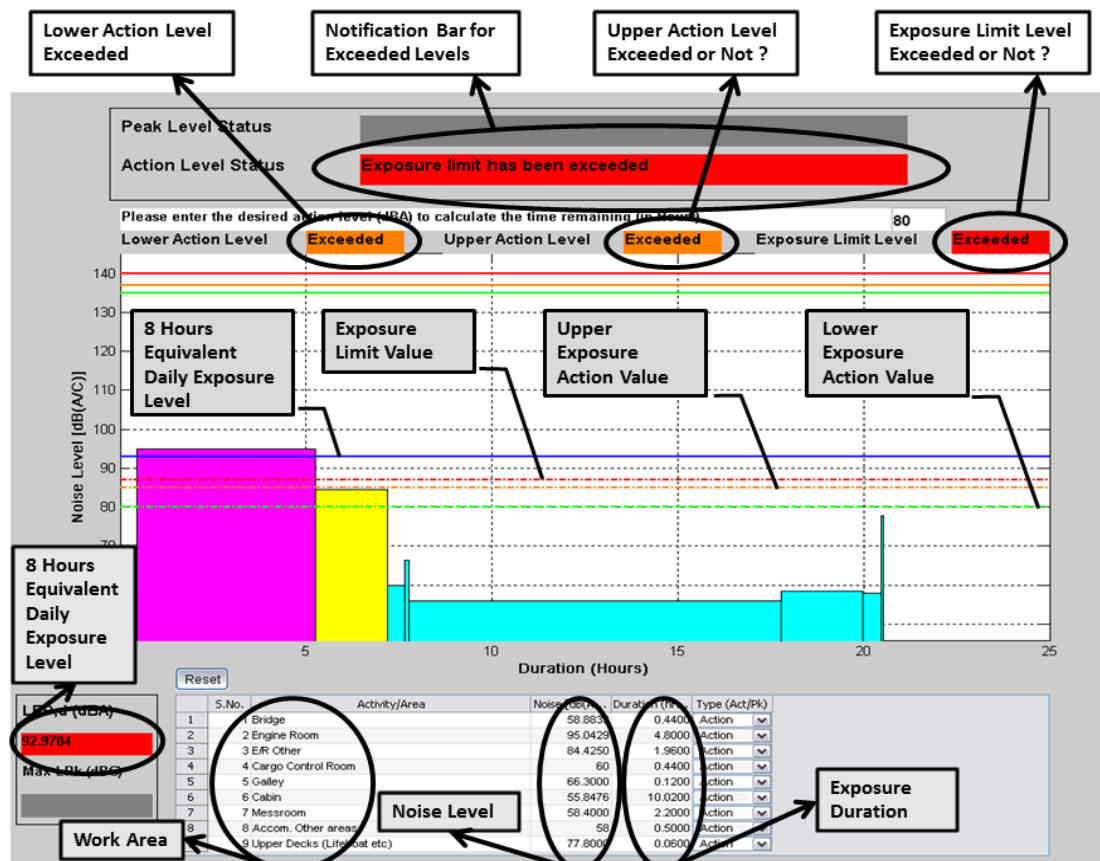 Lower Action Level
Exceeded
Notification Bar for
Exceeded Levels
Upper Action Level
Exceeded or Not ?
Exposure Limit Level
Exceeded or Not ?
Peak Level Status
Action Level Status
Exposure limit has been exceeded
Please enter the desired action level (dBA) to calculate the time remaining (in Hour)
80
Lower Action Level
Exceeded
Upper Action Level
Exceeded
Exposure Limit Level
Exceeded
140
130
120
110
100
90
80
70
Noise Level [dB(A/C)]
8 Hours
Equivalent
Daily Exposure
Level
Exposure
Limit Value
Upper
Exposure
Action Value
Lower
Exposure
Action Value
5
10
15
20
25
Duration (Hours)
8 Hours
Equivalent
Daily
Exposure
Level
Reset
LEP,d (dBA)
92.9784
Max LPk (dBC)
S.No. Activity/Area Noise [dB(A... Duration (hr... Type (Act/Pk)
1 1 Bridge 58.8833 0.4400 Action
2 2 Engine Room 95.0429 4.8000 Action
3 3 E/R Other 84.4250 1.9600 Action
4 4 Cargo Control Room 60 0.4400 Action
5 5 Galley 66.3000 0.1200 Action
6 6 Cabin 55.8476 10.0200 Action
7 7 Messroom 58.4000 2.2000 Action
8 8 Accom. Other areas 58 0.5000 Action
9 Upper Decks (Lifeboat etc) 77.8000 0.0600 Action
Work Area
Noise Level
Exposure
Duration